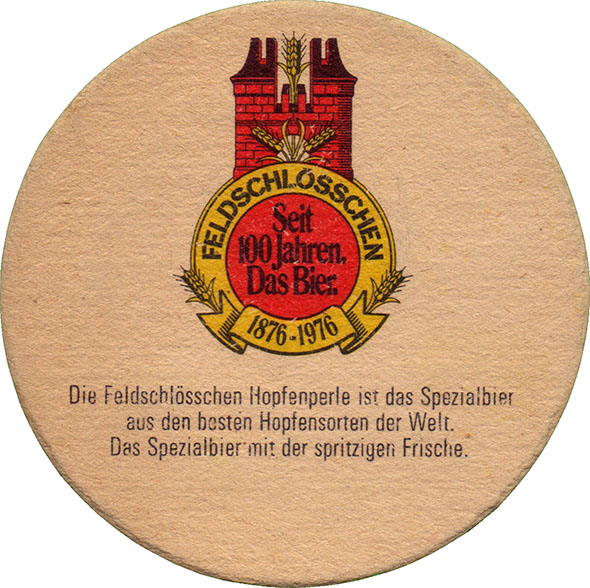 FELDSCHLÖSSCHEN
Seit
100 Jahren.
Das Bier.
1876-1976
Die Feldschlösschen Hopfenperle ist das Spezialbier
aus den besten Hopfensorten der Welt.
Das Spezialbier mit der spritzigen Frische.